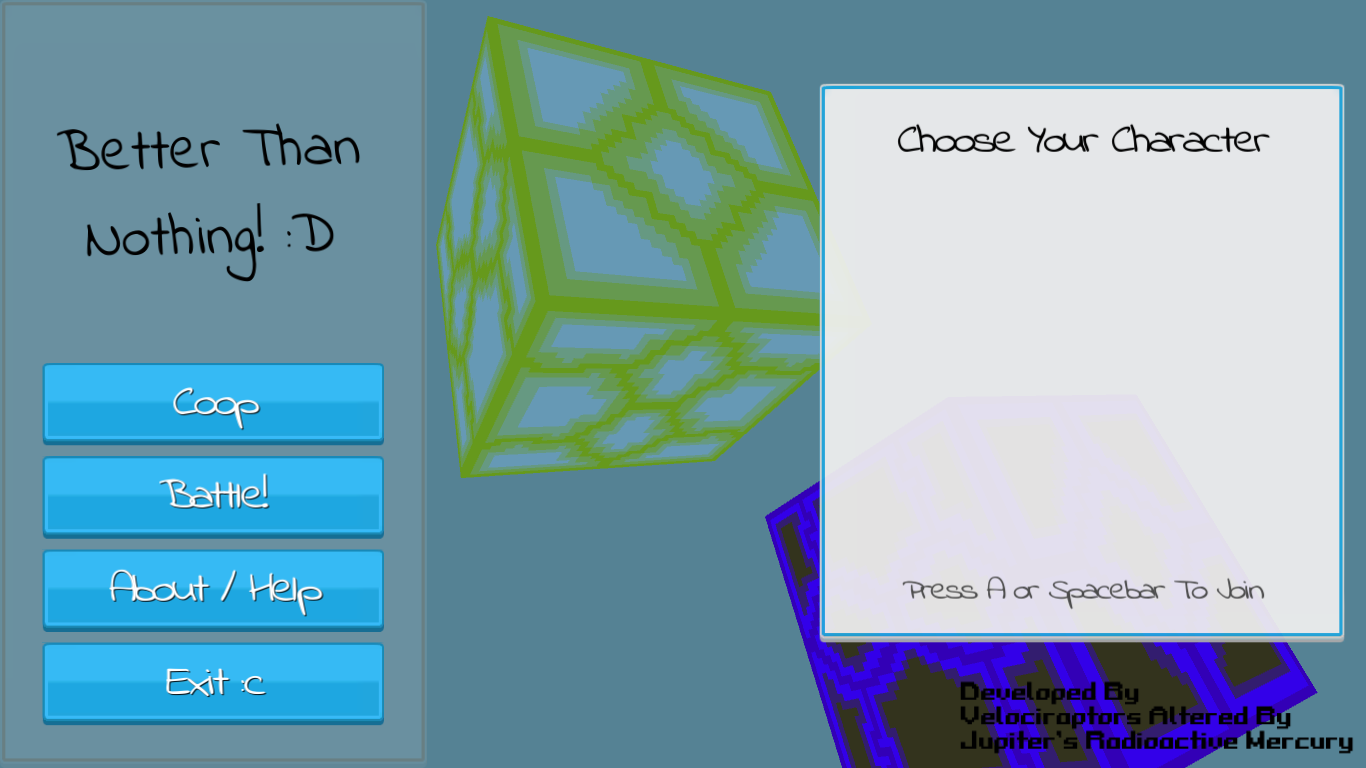 Better Than
Nothing! :D
Coop
Battle!
About / Help
Exit :c
Choose Your Character
Press A or Spacebar To Join
Developed By
Velociraptors Altered By
Jupiter's Radioactive Mercury